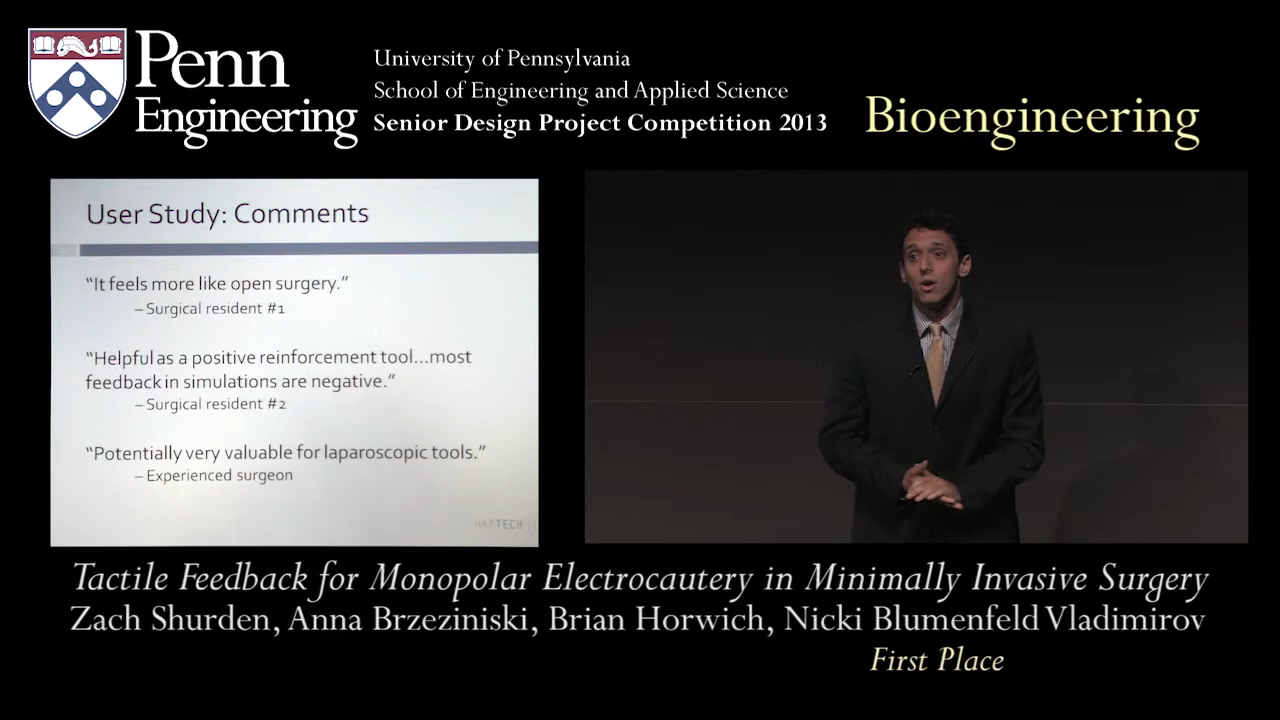 Penn
Engineering
University of Pennsylvania
School of Engineering and Applied Science
Senior Design Project Competition 2013
Bioengineering
User Study: Comments
“It feels more like open surgery.”
– Surgical resident #1
“Helpful as a positive reinforcement tool...most
feedback in simulations are negative.”
– Surgical resident #2
“Potentially very valuable for laparoscopic tools.”
– Experienced surgeon
HAPTECH
Tactile Feedback for Monopolar Electrocautery in Minimally Invasive Surgery
Zach Shurden, Anna Brzeziniski, Brian Horwich, Nicki Blumenfeld Vladimirov
First Place